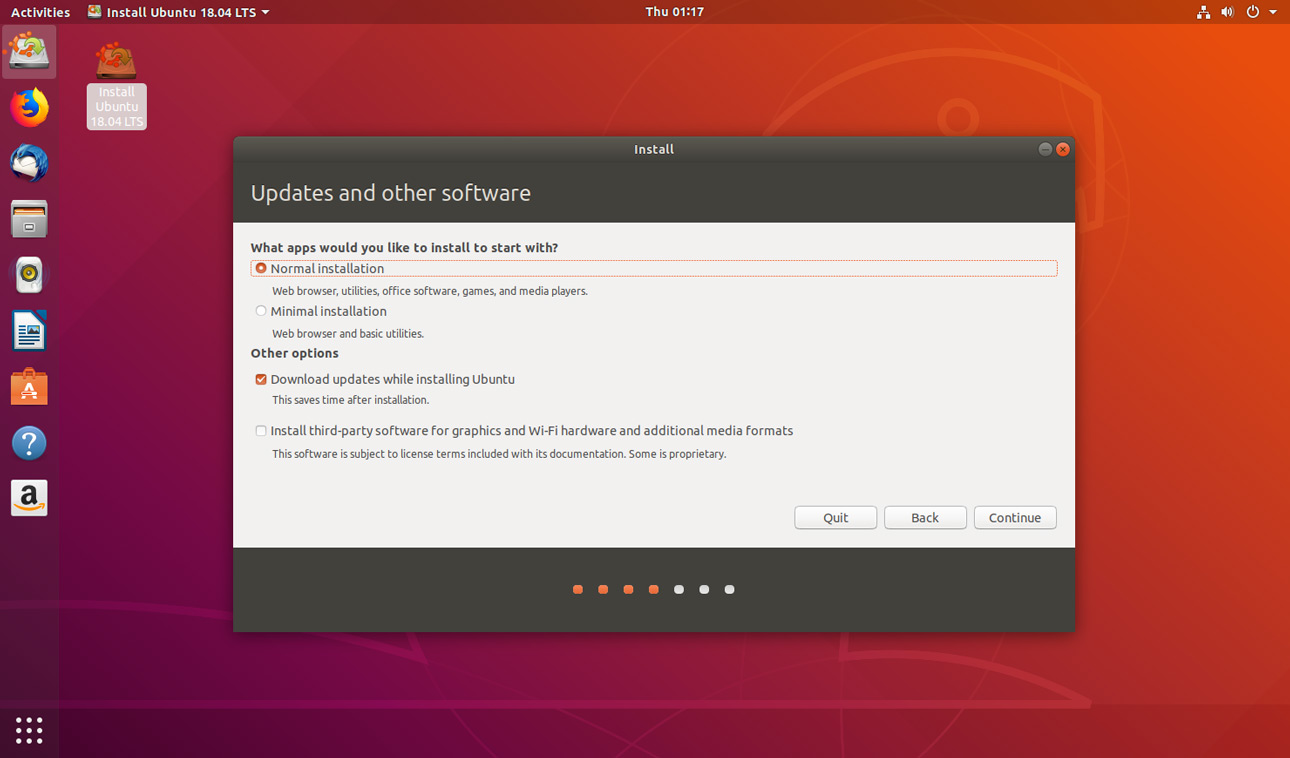 Activities
Install Ubuntu 18.04 LTS
Thu 01:17
Install
Ubuntu
18.04 LTS
Install
Updates and other software
What apps would you like to install to start with?
Normal installation
Web browser, utilities, office software, games, and media players.
Minimal installation
Web browser and basic utilities.
Other options
Download updates while installing Ubuntu
This saves time after installation.
Install third-party software for graphics and Wi-Fi hardware and additional media formats
This software is subject to license terms included with its documentation. Some is proprietary.
Quit
Back
Continue